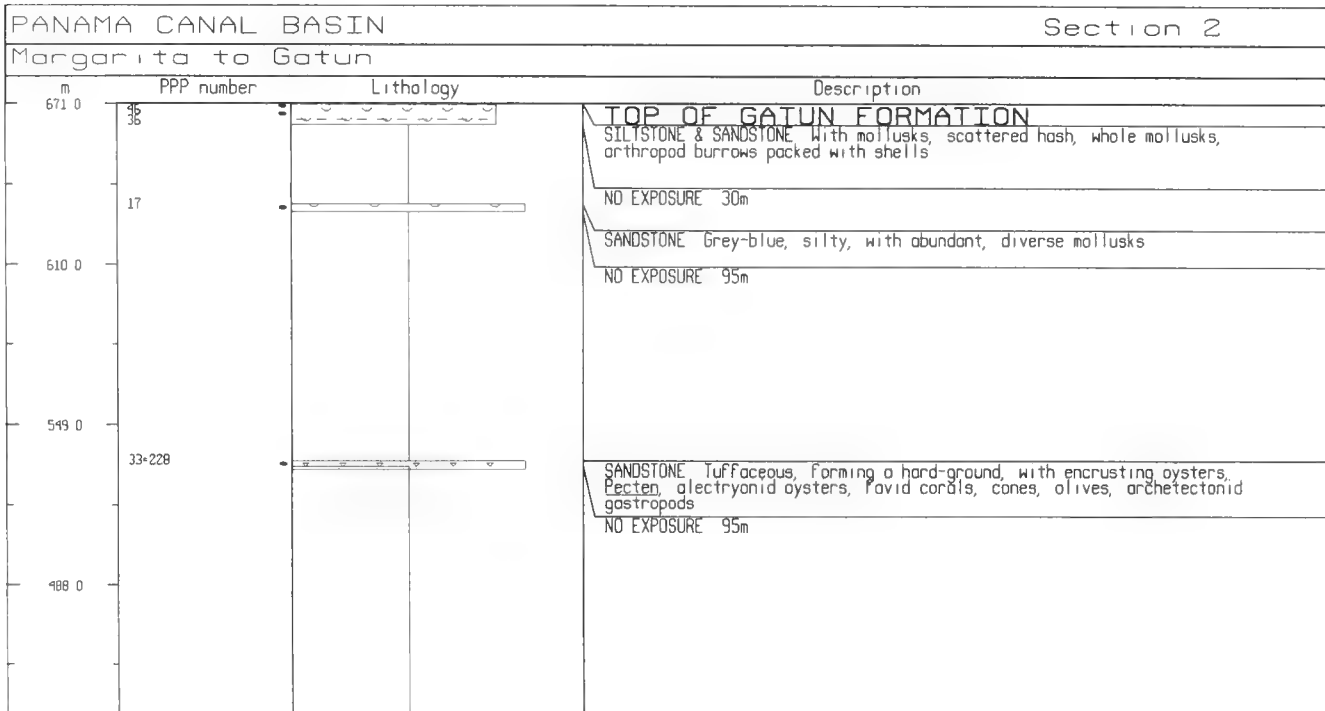 PANAMA CANAL BASIN Section 2
Margarita to Gatun
m PPP number Lithology Description
671 0
46
36
TOP OF GATUN FORMATION
SILTSTONE & SANDSTONE With mollusks, scattered hash, whole mollusks,
arthropod burrows packed with shells
17
NO EXPOSURE 30m
SANDSTONE Grey-blue, silty, with abundant, diverse mollusks
610 0
NO EXPOSURE 95m
549 0
33=228
SANDSTONE Tuffaceous, forming a hard-ground, with encrusting oysters,
Pecten, alectryonid oysters, favid corals, cones, olives, archetectonid
gastropods
NO EXPOSURE 95m
488 0